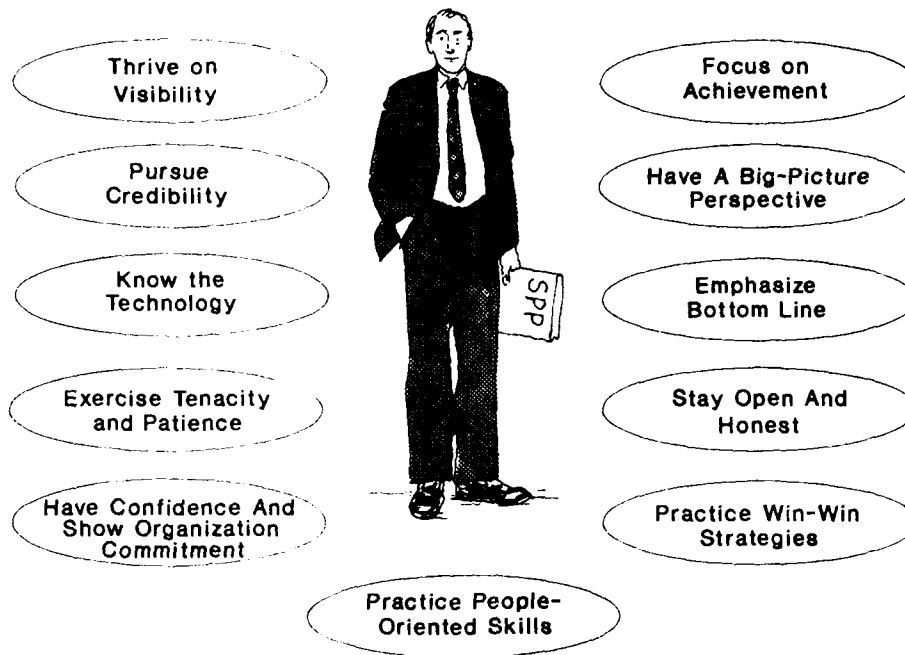 Thrive on
Visibility
Pursue
Credibility
Know the
Technology
Exercise Tenacity
and Patience
Have Confidence And
Show Organization
Commitment
Focus on
Achievement
Have A Big-Picture
Perspective
Emphasize
Bottom Line
Stay Open And
Honest
Practice Win-Win
Strategies
SPP
Practice People-
Oriented Skills